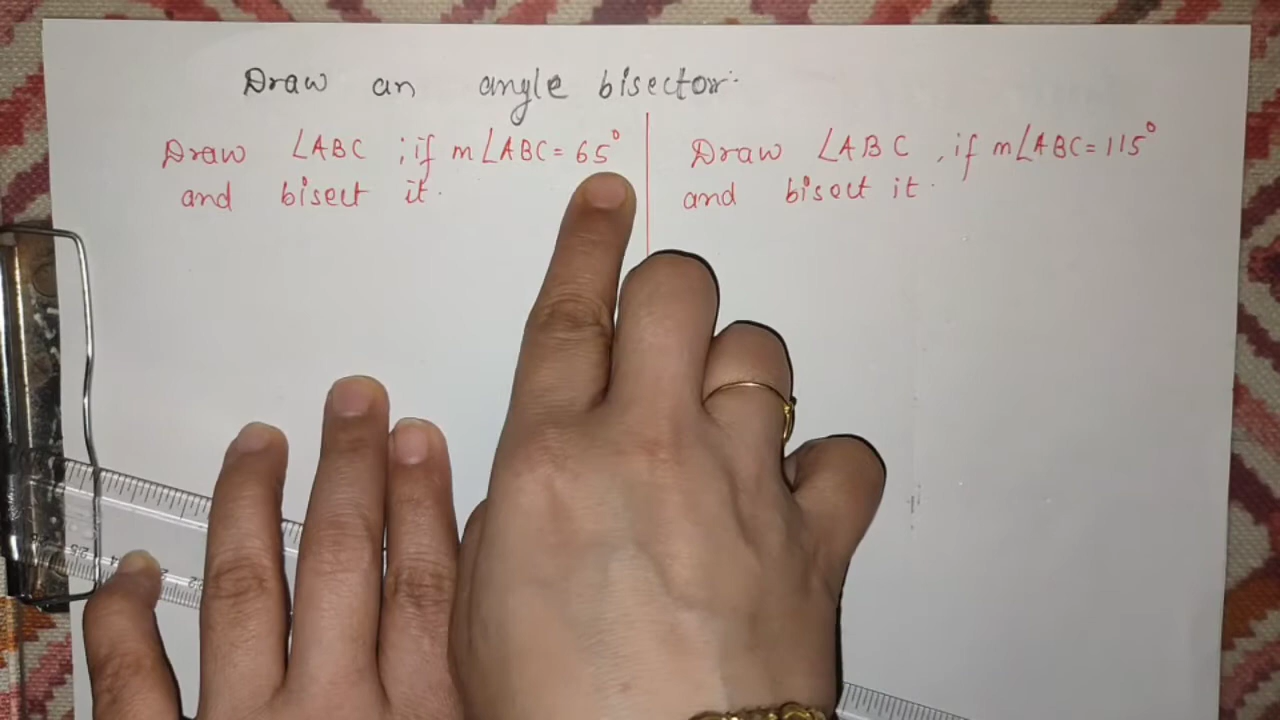 Draw an angle bisector.
Draw ∠ABC ; if m∠ABC = 65°
and bisect it.
Draw ∠ABC , if m∠ABC = 115°
and bisect it.